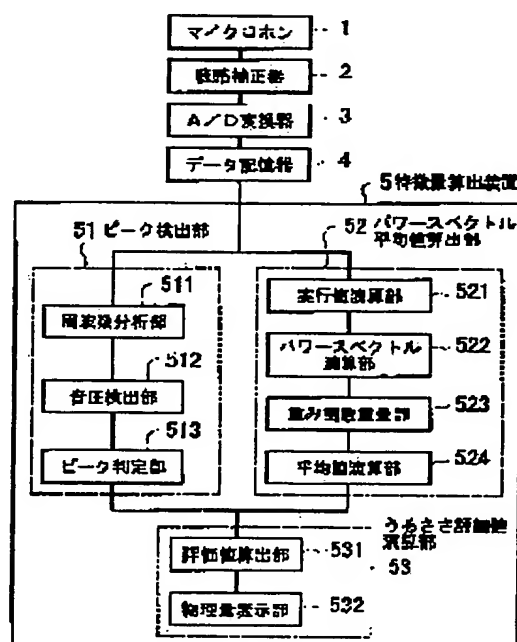 マイクロホン
1
聴感補正器
2
A/D変換器
3
データ記憶器
4
5 特徴量算出装置
51 ピーク検出部
52 パワースペクトル
平均値算出部
511
周波数分析部
521
実行値演算部
512
音圧検出部
522
パワースペクトル
演算部
513
ピーク判定部
523
重み関数重畳部
524
平均値演算部
うるささ評価値
演算部
53
531
評価値算出部
532
物理量表示部